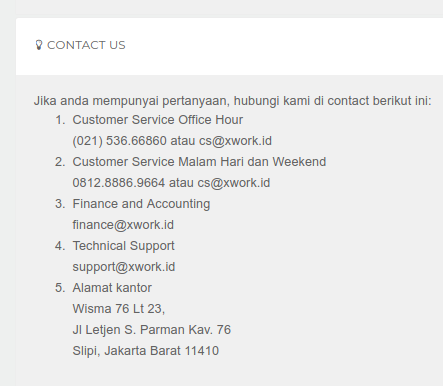 CONTACT US
Jika anda mempunyai pertanyaan, hubungi kami di contact berikut ini:
1. Customer Service Office Hour
(021) 536.66860 atau cs@xwork.id
2. Customer Service Malam Hari dan Weekend
0812.8886.9664 atau cs@xwork.id
3. Finance and Accounting
finance@xwork.id
4. Technical Support
support@xwork.id
5. Alamat kantor
Wisma 76 Lt 23,
Jl Letjen S. Parman Kav. 76
Slipi, Jakarta Barat 11410